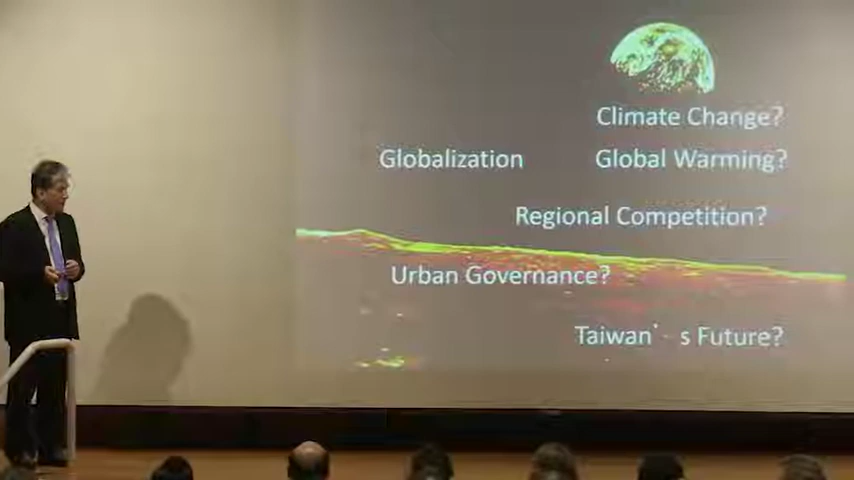 Climate Change?
Globalization
Global Warming?
Regional Competition?
Urban Governance?
Taiwan's Future?